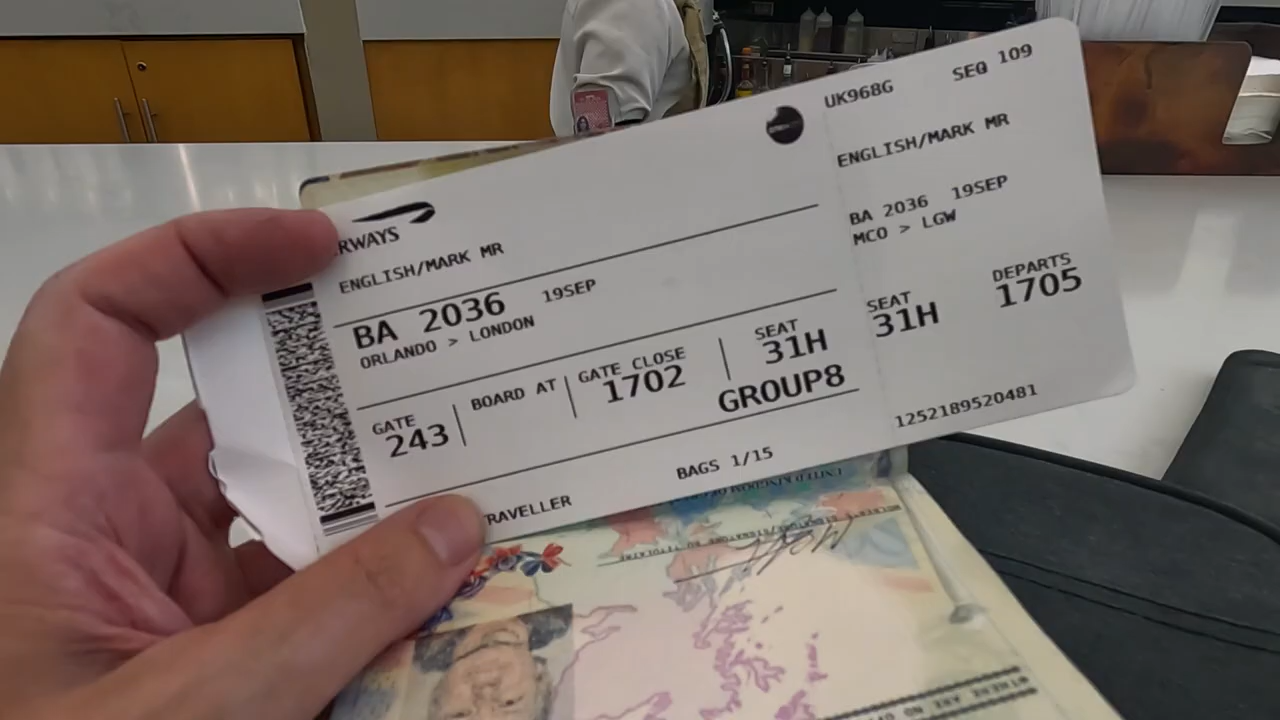 RWAYS
ENGLISH/MARK MR
BA 2036 19SEP
ORLANDO > LONDON
GATE
243
BOARD AT
GATE CLOSE
1702
SEAT
31H
GROUP8
BAGS 1/15
RAVELLER
UK968G SEQ 109
ENGLISH/MARK MR
BA 2036 19SEP
MCO > LGW
SEAT
31H
DEPARTS
1705
1252189520481